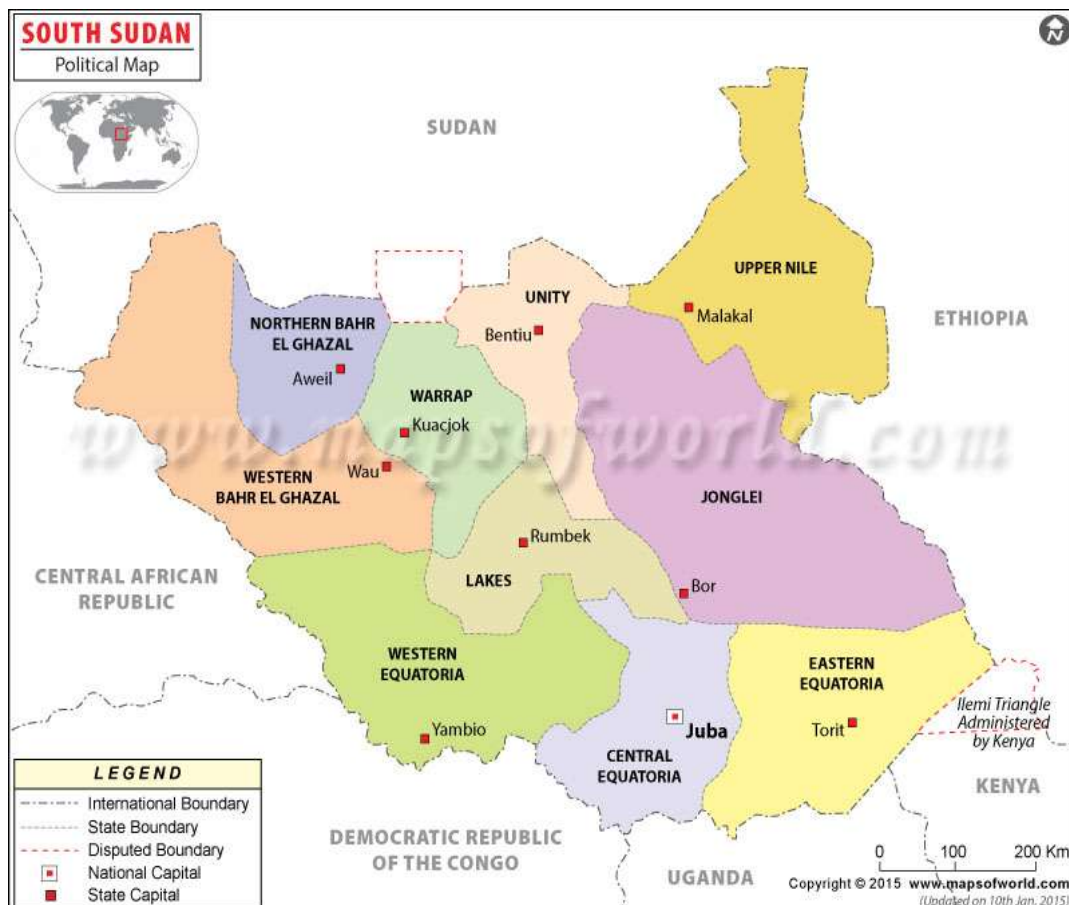 SOUTH SUDAN
Political Map
N
SUDAN
UPPER NILE
UNITY
Malakal
ETHIOPIA
NORTHERN BAHR
EL GHAZAL
Bentiu
Aweil
WARRAP
Kuacjok
www.mapsofworld.com
Wau
WESTERN
BAHR EL GHAZAL
JONGLEI
Rumbek
CENTRAL AFRICAN
REPUBLIC
LAKES
Bor
WESTERN
EQUATORIA
EASTERN
EQUATORIA
Ilemi Triangle
Administered
by Kenya
Yambio
Juba
Torit
CENTRAL
EQUATORIA
KENYA
LEGEND
International Boundary
State Boundary
Disputed Boundary
National Capital
State Capital
DEMOCRATIC REPUBLIC
OF THE CONGO
UGANDA
0 100 200 Km
Copyright © 2015 www.mapsofworld.com
(Updated on 10th Jan, 2015)